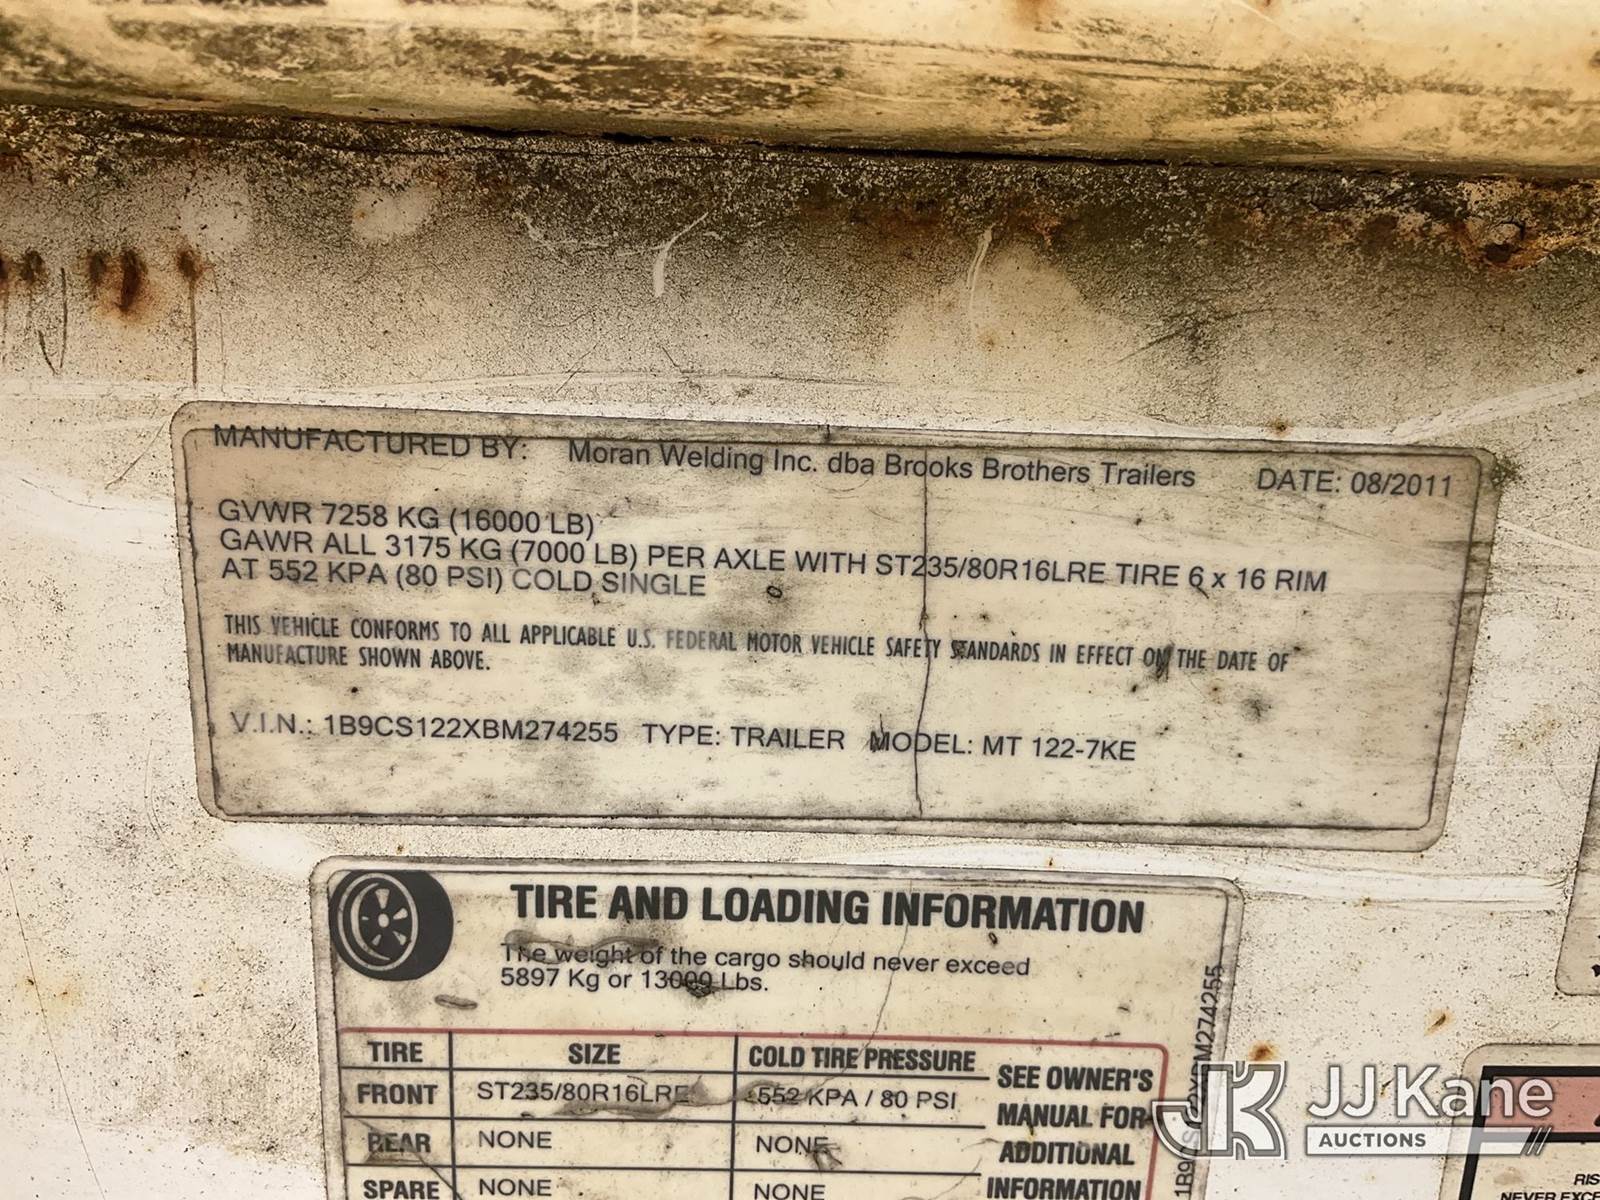 MANUFACTURED BY: Moran Welding Inc. dba Brooks Brothers Trailers DATE: 08/2011
GVWR 7258 KG (16000 LB)
GAWR ALL 3175 KG (7000 LB) PER AXLE WITH ST235/80R16LRE TIRE 6 x 16 RIM
AT 552 KPA (80 PSI) COLD SINGLE
THIS VEHICLE CONFORMS TO ALL APPLICABLE U.S. FEDERAL MOTOR VEHICLE SAFETY STANDARDS IN EFFECT ON THE DATE OF
MANUFACTURE SHOWN ABOVE.
V.I.N.: 1B9CS122XBM274255 TYPE: TRAILER MODEL: MT 122-7KE
TIRE AND LOADING INFORMATION
The weight of the cargo should never exceed
5897 Kg or 13000 Lbs.
TIRE SIZE COLD TIRE PRESSURE
FRONT ST235/80R16LRE 552 KPA / 80 PSI
REAR NONE NONE
SPARE NONE NONE
SEE OWNER'S
MANUAL FOR
ADDITIONAL
INFORMATION
JJ Kane
AUCTIONS
RIS
NEVER EXCE